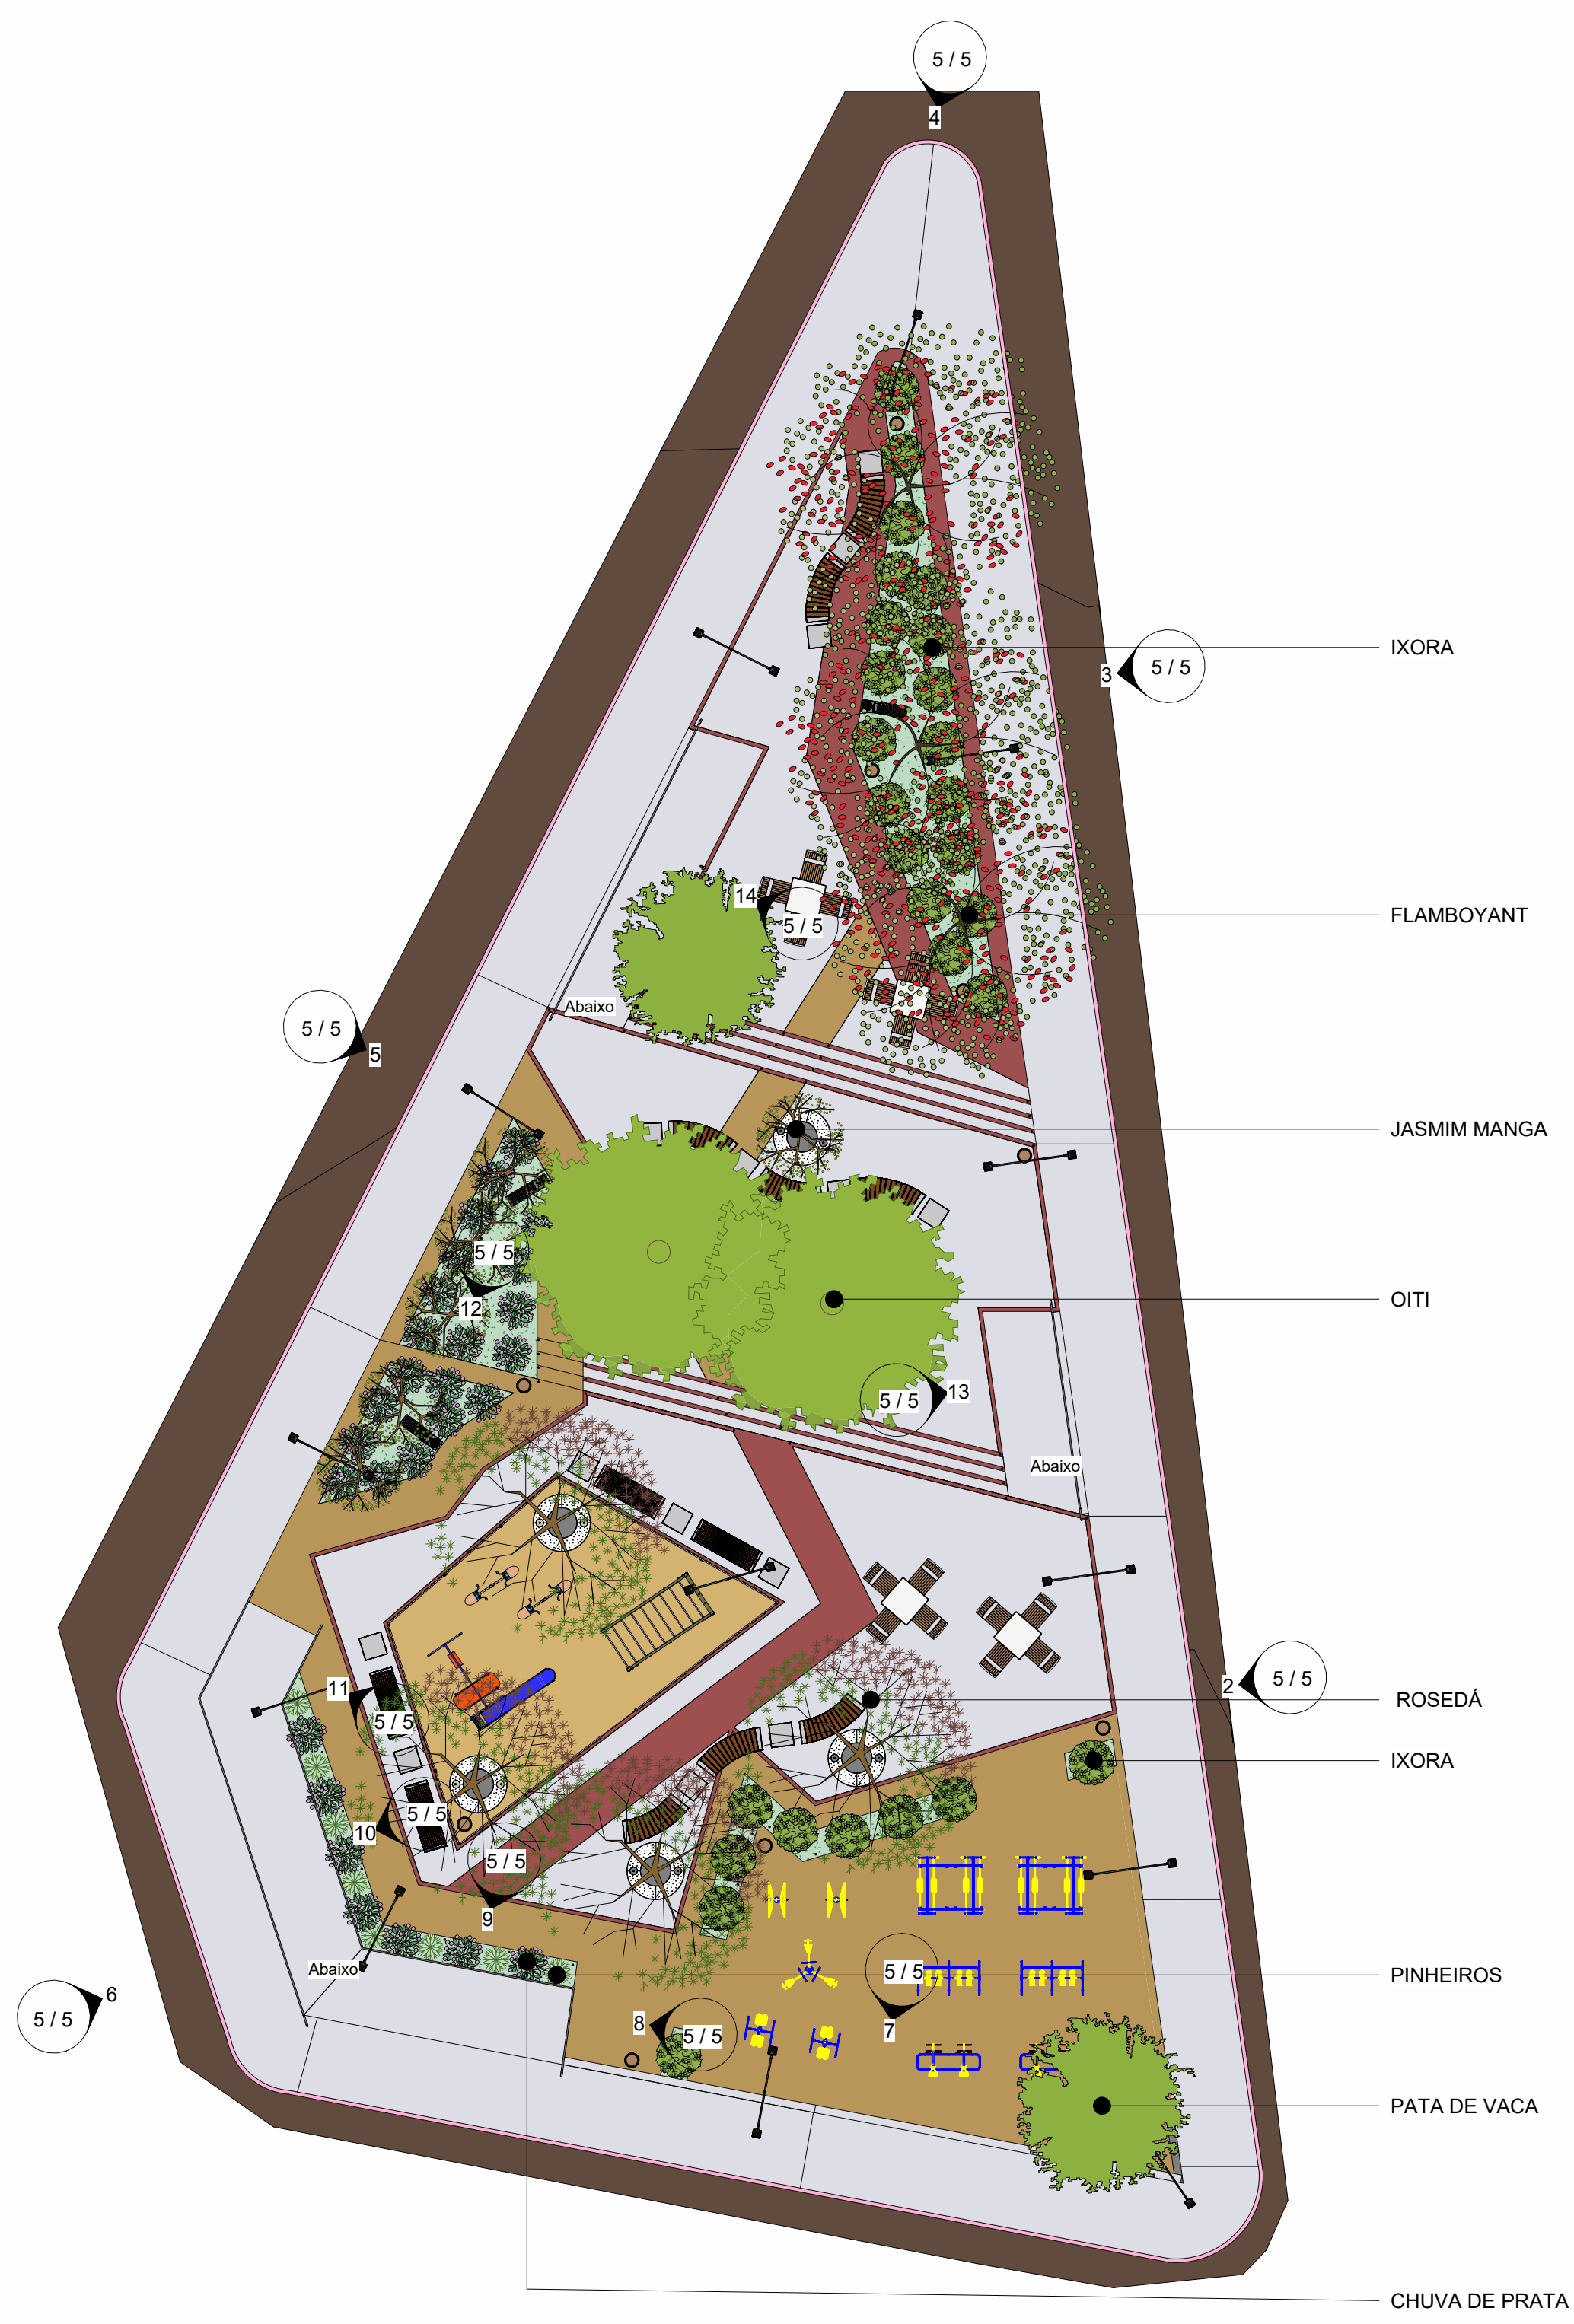 5 / 5
4
IXORA
3
5 / 5
14
5 / 5
FLAMBOYANT
Abaixo
5 / 5
5
JASMIM MANGA
5 / 5
12
OITI
5 / 5
13
Abaixo
11
5 / 5
2
5 / 5
ROSEDÁ
IXORA
10
5 / 5
5 / 5
9
Abaixo
5 / 5
7
PINHEIROS
5 / 5
6
8
5 / 5
PATA DE VACA
CHUVA DE PRATA